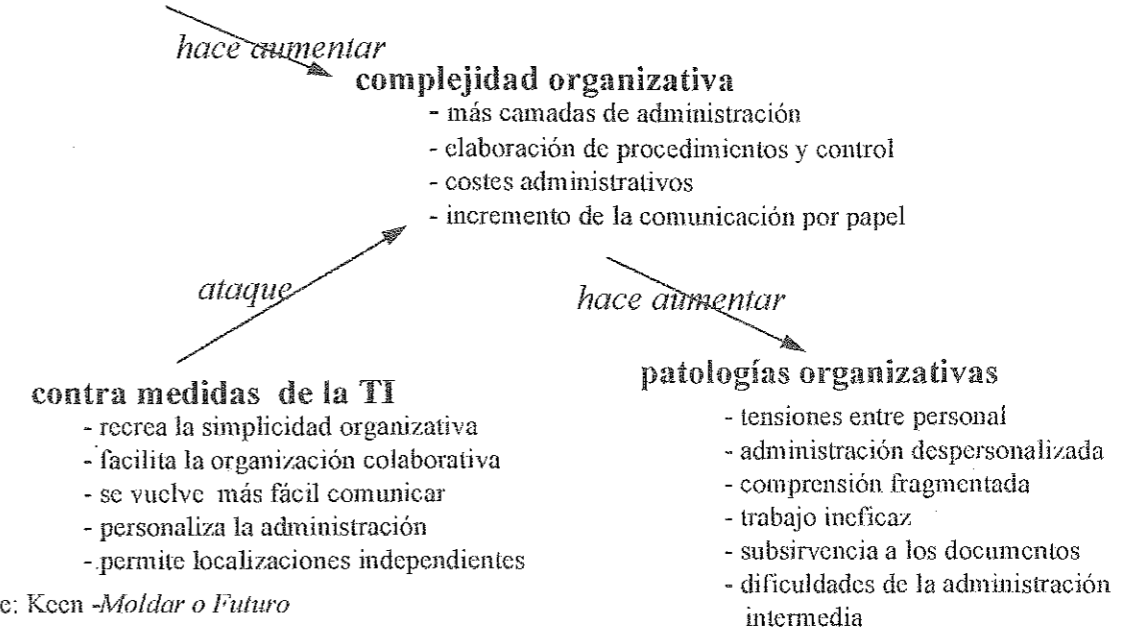 hace aumentar
complejidad organizativa
- más camadas de administración
- elaboración de procedimientos y control
- costes administrativos
- incremento de la comunicación por papel
ataque
hace aumentar
contra medidas de la TI
- recrea la simplicidad organizativa
- facilita la organización colaborativa
- se vuelve más fácil comunicar
- personaliza la administración
- permite localizaciones independientes
patologías organizativas
- tensiones entre personal
- administración despersonalizada
- comprensión fragmentada
- trabajo ineficaz
- subsirvencia a los documentos
- dificuldades de la administración
intermedia
e: Keen -Moldar o Futuro